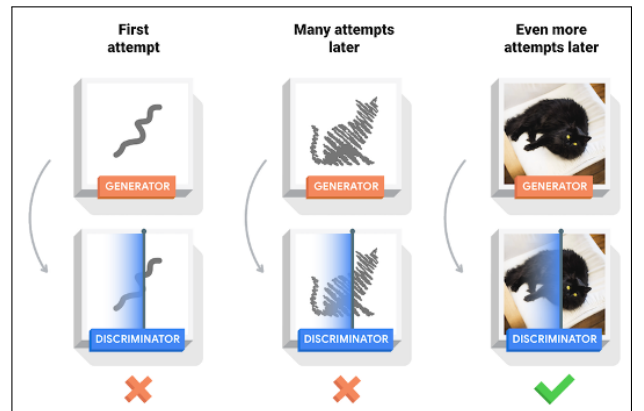 First
attempt
Many attempts
later
Even more
attempts later
GENERATOR
GENERATOR
GENERATOR
DISCRIMINATOR
DISCRIMINATOR
DISCRIMINATOR